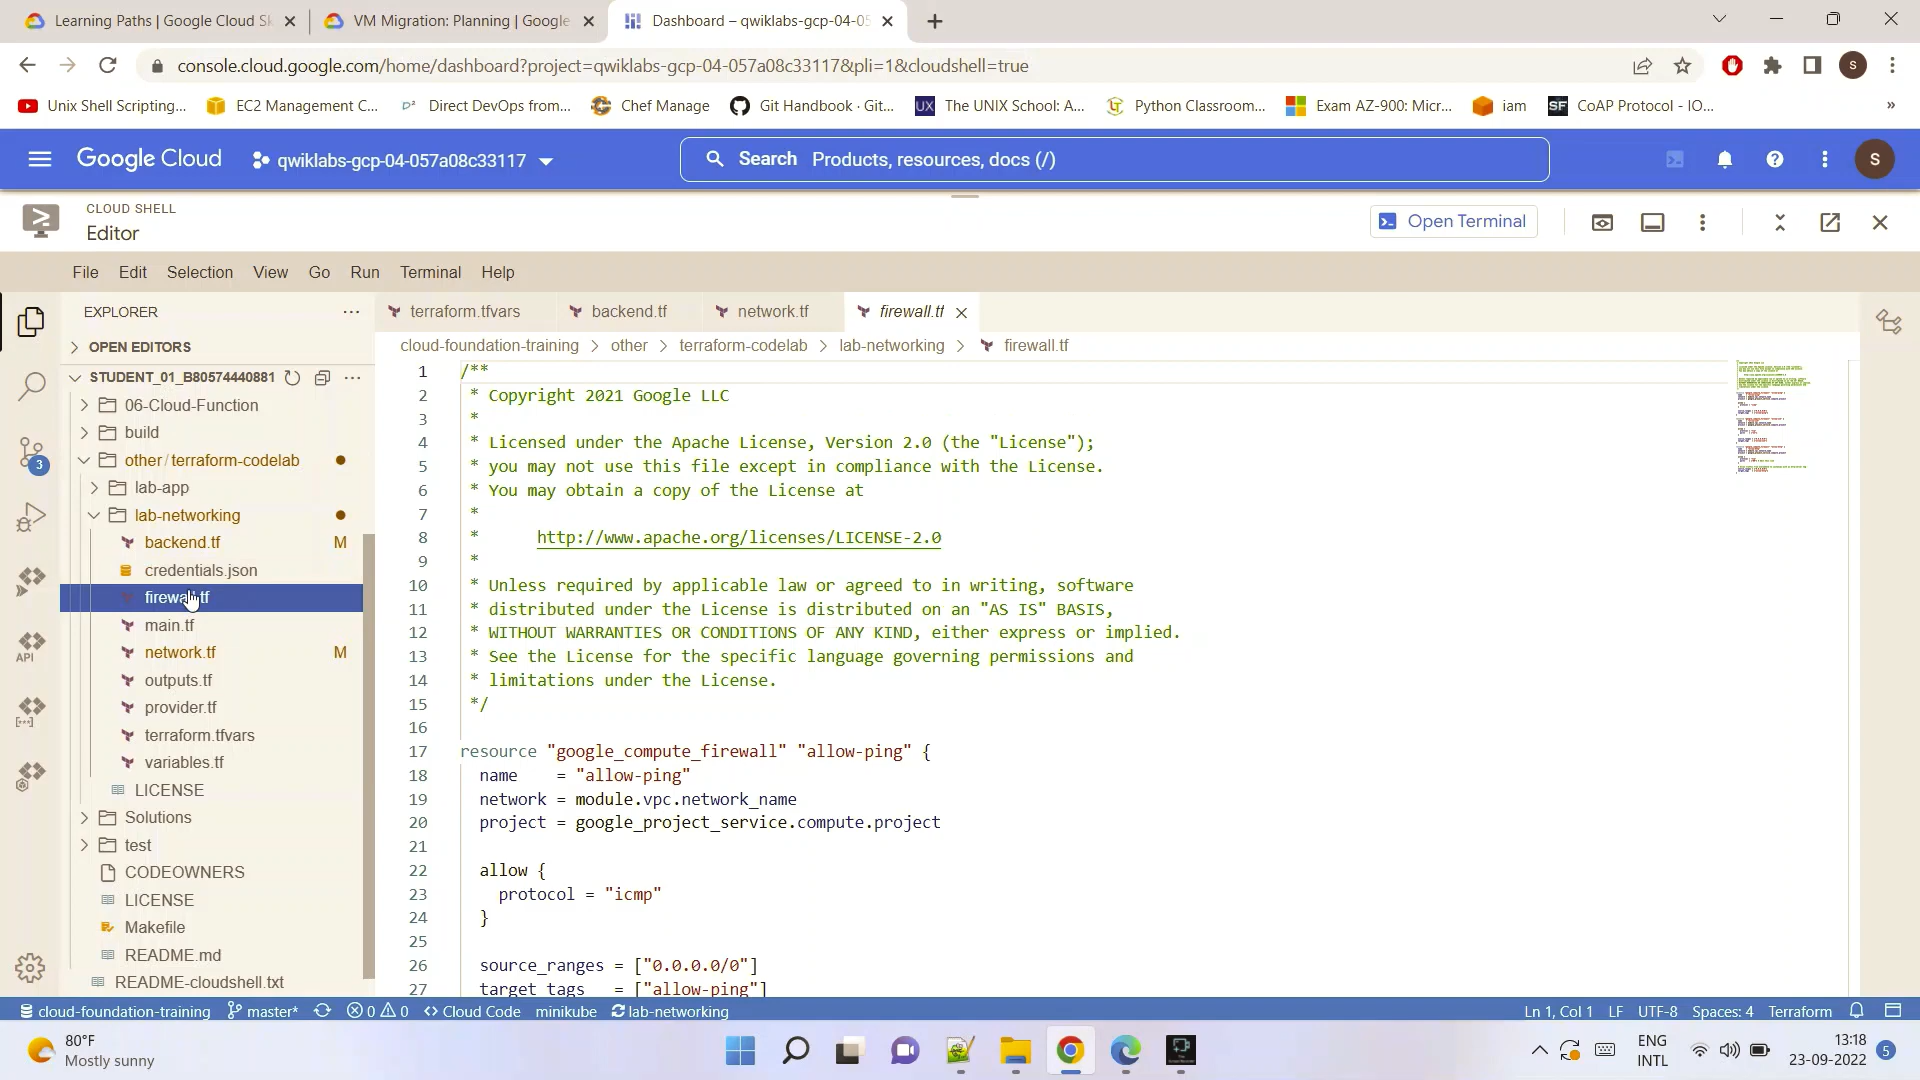 Learning Paths | Google Cloud Sk
VM Migration: Planning | Google
Dashboard – qwiklabs-gcp-04-05
console.cloud.google.com/home/dashboard?project=qwiklabs-gcp-04-057a08c33117&pli=1&cloudshell=true
S
Unix Shell Scripting...
EC2 Management C...
Direct DevOps from...
Chef Manage
Git Handbook · Git...
The UNIX School: A...
Python Classroom...
Exam AZ-900: Micr...
iam
CoAP Protocol - IO...
»
Google Cloud
qwiklabs-gcp-04-057a08c33117
Search Products, resources, docs (/)
S
CLOUD SHELL
Editor
Open Terminal
File Edit Selection View Go Run Terminal Help
EXPLORER
OPEN EDITORS
STUDENT_01_B80574440881
06-Cloud-Function
build
other/terraform-codelab
lab-app
lab-networking
backend.tf M
credentials.json
main.tf
network.tf M
outputs.tf
provider.tf
terraform.tfvars
variables.tf
LICENSE
Solutions
test
CODEOWNERS
LICENSE
Makefile
README.md
README-cloudshell.txt
3
API
terraform.tfvars
backend.tf
network.tf
firewall.tf
cloud-foundation-training > other > terraform-codelab > lab-networking > firewall.tf
1 /**
2 * Copyright 2021 Google LLC
3 *
4 * Licensed under the Apache License, Version 2.0 (the "License");
5 * you may not use this file except in compliance with the License.
6 * You may obtain a copy of the License at
7 *
8 * http://www.apache.org/licenses/LICENSE-2.0
9 *
10 * Unless required by applicable law or agreed to in writing, software
11 * distributed under the License is distributed on an "AS IS" BASIS,
12 * WITHOUT WARRANTIES OR CONDITIONS OF ANY KIND, either express or implied.
13 * See the License for the specific language governing permissions and
14 * limitations under the License.
15 */
16
17 resource "google_compute_firewall" "allow-ping" {
18 name = "allow-ping"
19 network = module.vpc.network_name
20 project = google_project_service.compute.project
21
22 allow {
23 protocol = "icmp"
24 }
25
26 source_ranges = ["0.0.0.0/0"]
27 target_tags = ["allow-ping"]
cloud-foundation-training master* 0 0 Cloud Code minikube lab-networking
Ln 1, Col 1 LF UTF-8 Spaces: 4 Terraform
80°F
Mostly sunny
ENG
INTL
13:18
23-09-2022
5